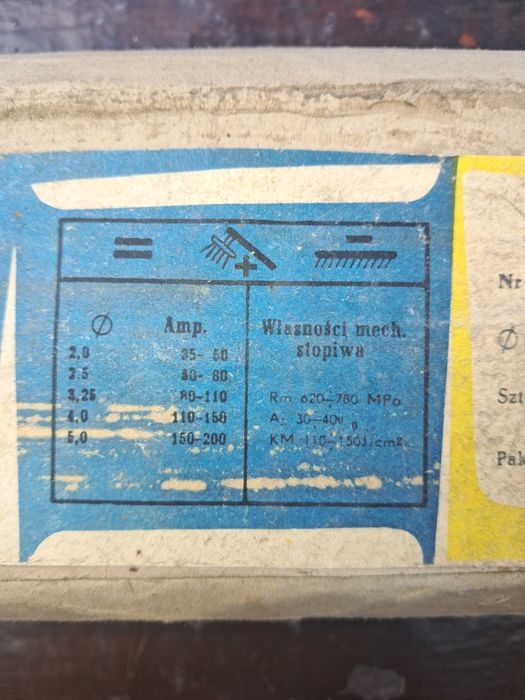 Ø Amp.
2,0 35- 60
2.5 50- 80
3,25 80-110
4,0 110-150
5,0 150-200
Własności mech.
stopiwa
Rm 620-780 MPa
30-40%
KM 110-150J/cm²
Nr
Ø
Szt
Pak